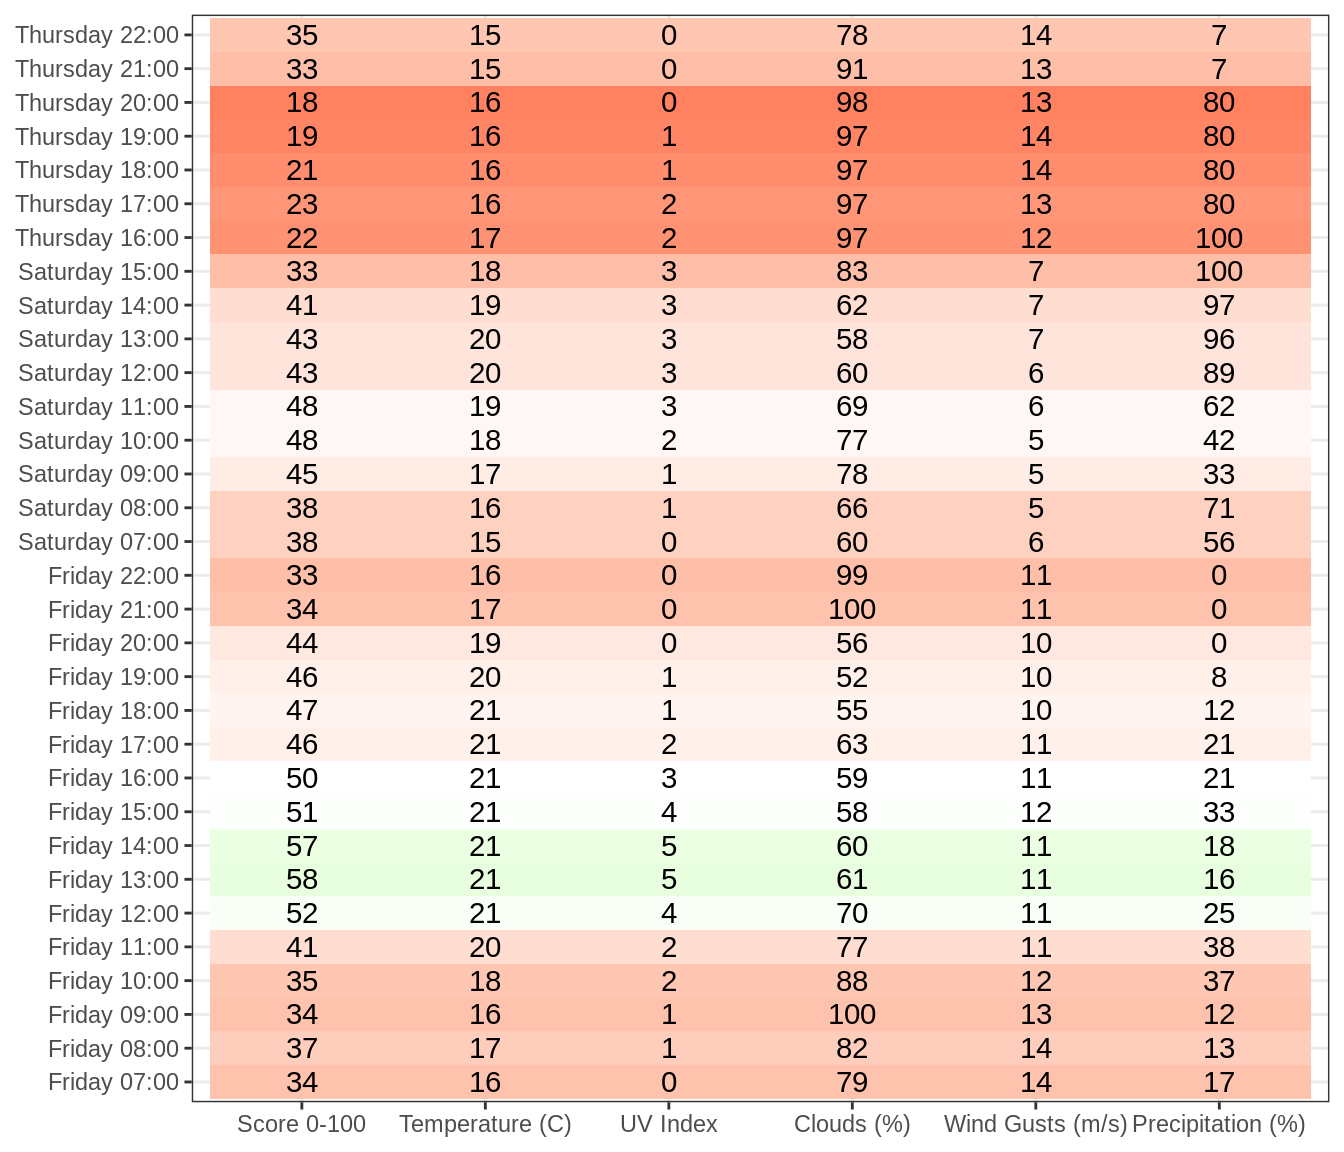 Thursday 22:00 35 15 0 78 14 7
Thursday 21:00 33 15 0 91 13 7
Thursday 20:00 18 16 0 98 13 80
Thursday 19:00 19 16 1 97 14 80
Thursday 18:00 21 16 1 97 14 80
Thursday 17:00 23 16 2 97 13 80
Thursday 16:00 22 17 2 97 12 100
Saturday 15:00 33 18 3 83 7 100
Saturday 14:00 41 19 3 62 7 97
Saturday 13:00 43 20 3 58 7 96
Saturday 12:00 43 20 3 60 6 89
Saturday 11:00 48 19 3 69 6 62
Saturday 10:00 48 18 2 77 5 42
Saturday 09:00 45 17 1 78 5 33
Saturday 08:00 38 16 1 66 5 71
Saturday 07:00 38 15 0 60 6 56
Friday 22:00 33 16 0 99 11 0
Friday 21:00 34 17 0 100 11 0
Friday 20:00 44 19 0 56 10 0
Friday 19:00 46 20 1 52 10 8
Friday 18:00 47 21 1 55 10 12
Friday 17:00 46 21 2 63 11 21
Friday 16:00 50 21 3 59 11 21
Friday 15:00 51 21 4 58 12 33
Friday 14:00 57 21 5 60 11 18
Friday 13:00 58 21 5 61 11 16
Friday 12:00 52 21 4 70 11 25
Friday 11:00 41 20 2 77 11 38
Friday 10:00 35 18 2 88 12 37
Friday 09:00 34 16 1 100 13 12
Friday 08:00 37 17 1 82 14 13
Friday 07:00 34 16 0 79 14 17
Score 0-100 Temperature (C) UV Index Clouds (%) Wind Gusts (m/s) Precipitation (%)